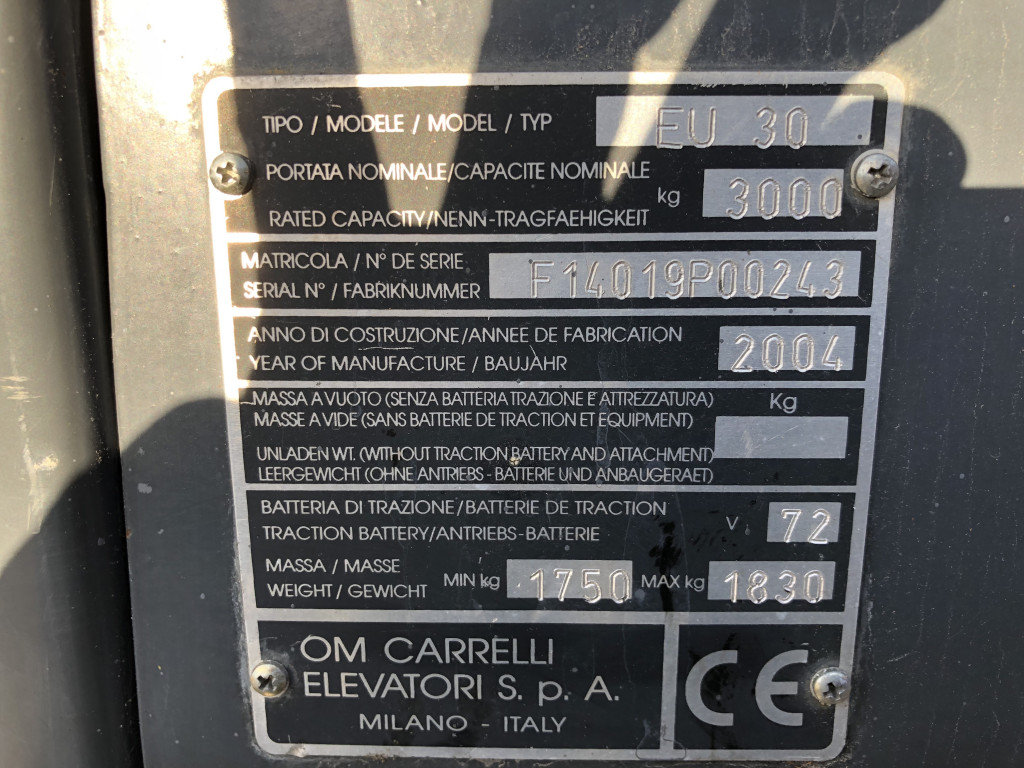 TIPO / MODELE / MODEL / TYP EU 30
PORTATA NOMINALE/CAPACITE NOMINALE
RATED CAPACITY/NENN-TRAGFAEHIGKEIT kg 3000
MATRICOLA / N° DE SERIE
SERIAL N° / FABRIKNUMMER F14019P00243
ANNO DI COSTRUZIONE/ANNEE DE FABRICATION
YEAR OF MANUFACTURE / BAUJAHR 2004
MASSA A VUOTO (SENZA BATTERIA TRAZIONE E ATTREZZATURA) Kg
MASSE A VIDE (SANS BATTERIE DE TRACTION ET EQUIPMENT)
UNLADEN WT. (WITHOUT TRACTION BATTERY AND ATTACHMENT)
LEERGEWICHT (OHNE ANTRIEBS - BATTERIE UND ANBAUGERAET)
BATTERIA DI TRAZIONE/BATTERIE DE TRACTION
TRACTION BATTERY/ANTRIEBS-BATTERIE V 72
MASSA / MASSE
WEIGHT / GEWICHT MIN kg 1750 MAX kg 1830
OM CARRELLI
ELEVATORI S. p. A.
MILANO - ITALY
CE